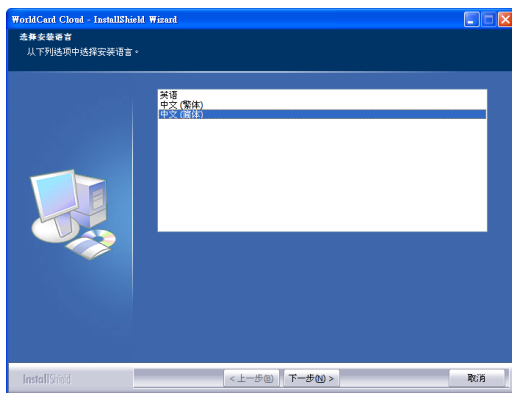 WorldCard Cloud - InstallShield Wizard
选择安装语言
从下列选项中选择安装语言。
英语
中文 (繁体)
中文 (简体)
InstallShield
< 上一步(B)
下一步(N) >
取消